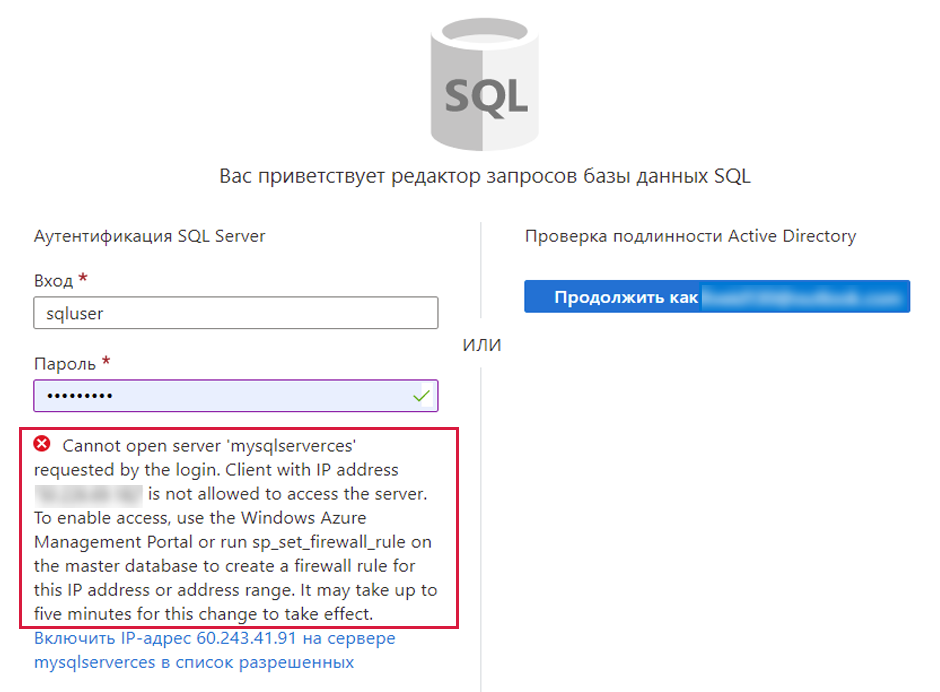 SQL
Вас приветствует редактор запросов базы данных SQL
Аутентификация SQL Server
Вход *
sqluser
Пароль *
•••••••••
Cannot open server 'mysqlserverces'
requested by the login. Client with IP address
is not allowed to access the server.
To enable access, use the Windows Azure
Management Portal or run sp_set_firewall_rule on
the master database to create a firewall rule for
this IP address or address range. It may take up to
five minutes for this change to take effect.
Включить IP-адрес 60.243.41.91 на сервере
mysqlserverces в список разрешенных
ИЛИ
Проверка подлинности Active Directory
Продолжить как